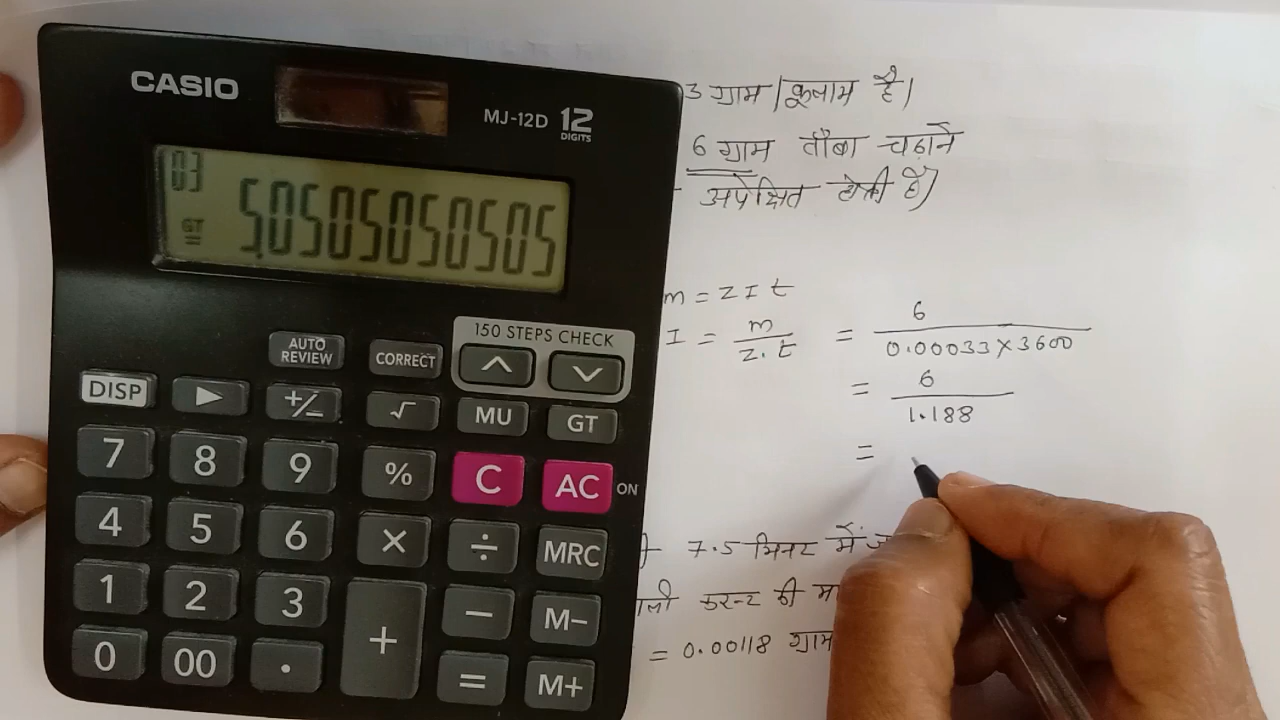 CASIO
MJ-12D 12 DIGITS
03
GT =
5.0505050505
150 STEPS CHECK
AUTO REVIEW CORRECT
DISP ▶ +/- √ MU GT
7 8 9 % C AC ON
4 5 6 × ÷ MRC
1 2 3 + − M−
0 00 . = M+
3 ग्राम/कूलाम है।
6 ग्राम ताँबा चढ़ाने
अपेक्षित होती है।
m = Z I t
I = m / Z.t = 6 / 0.00033 × 3600
= 6 / 1.188
=
7.5 मिनट में
करन्ट की
= 0.00118 ग्राम